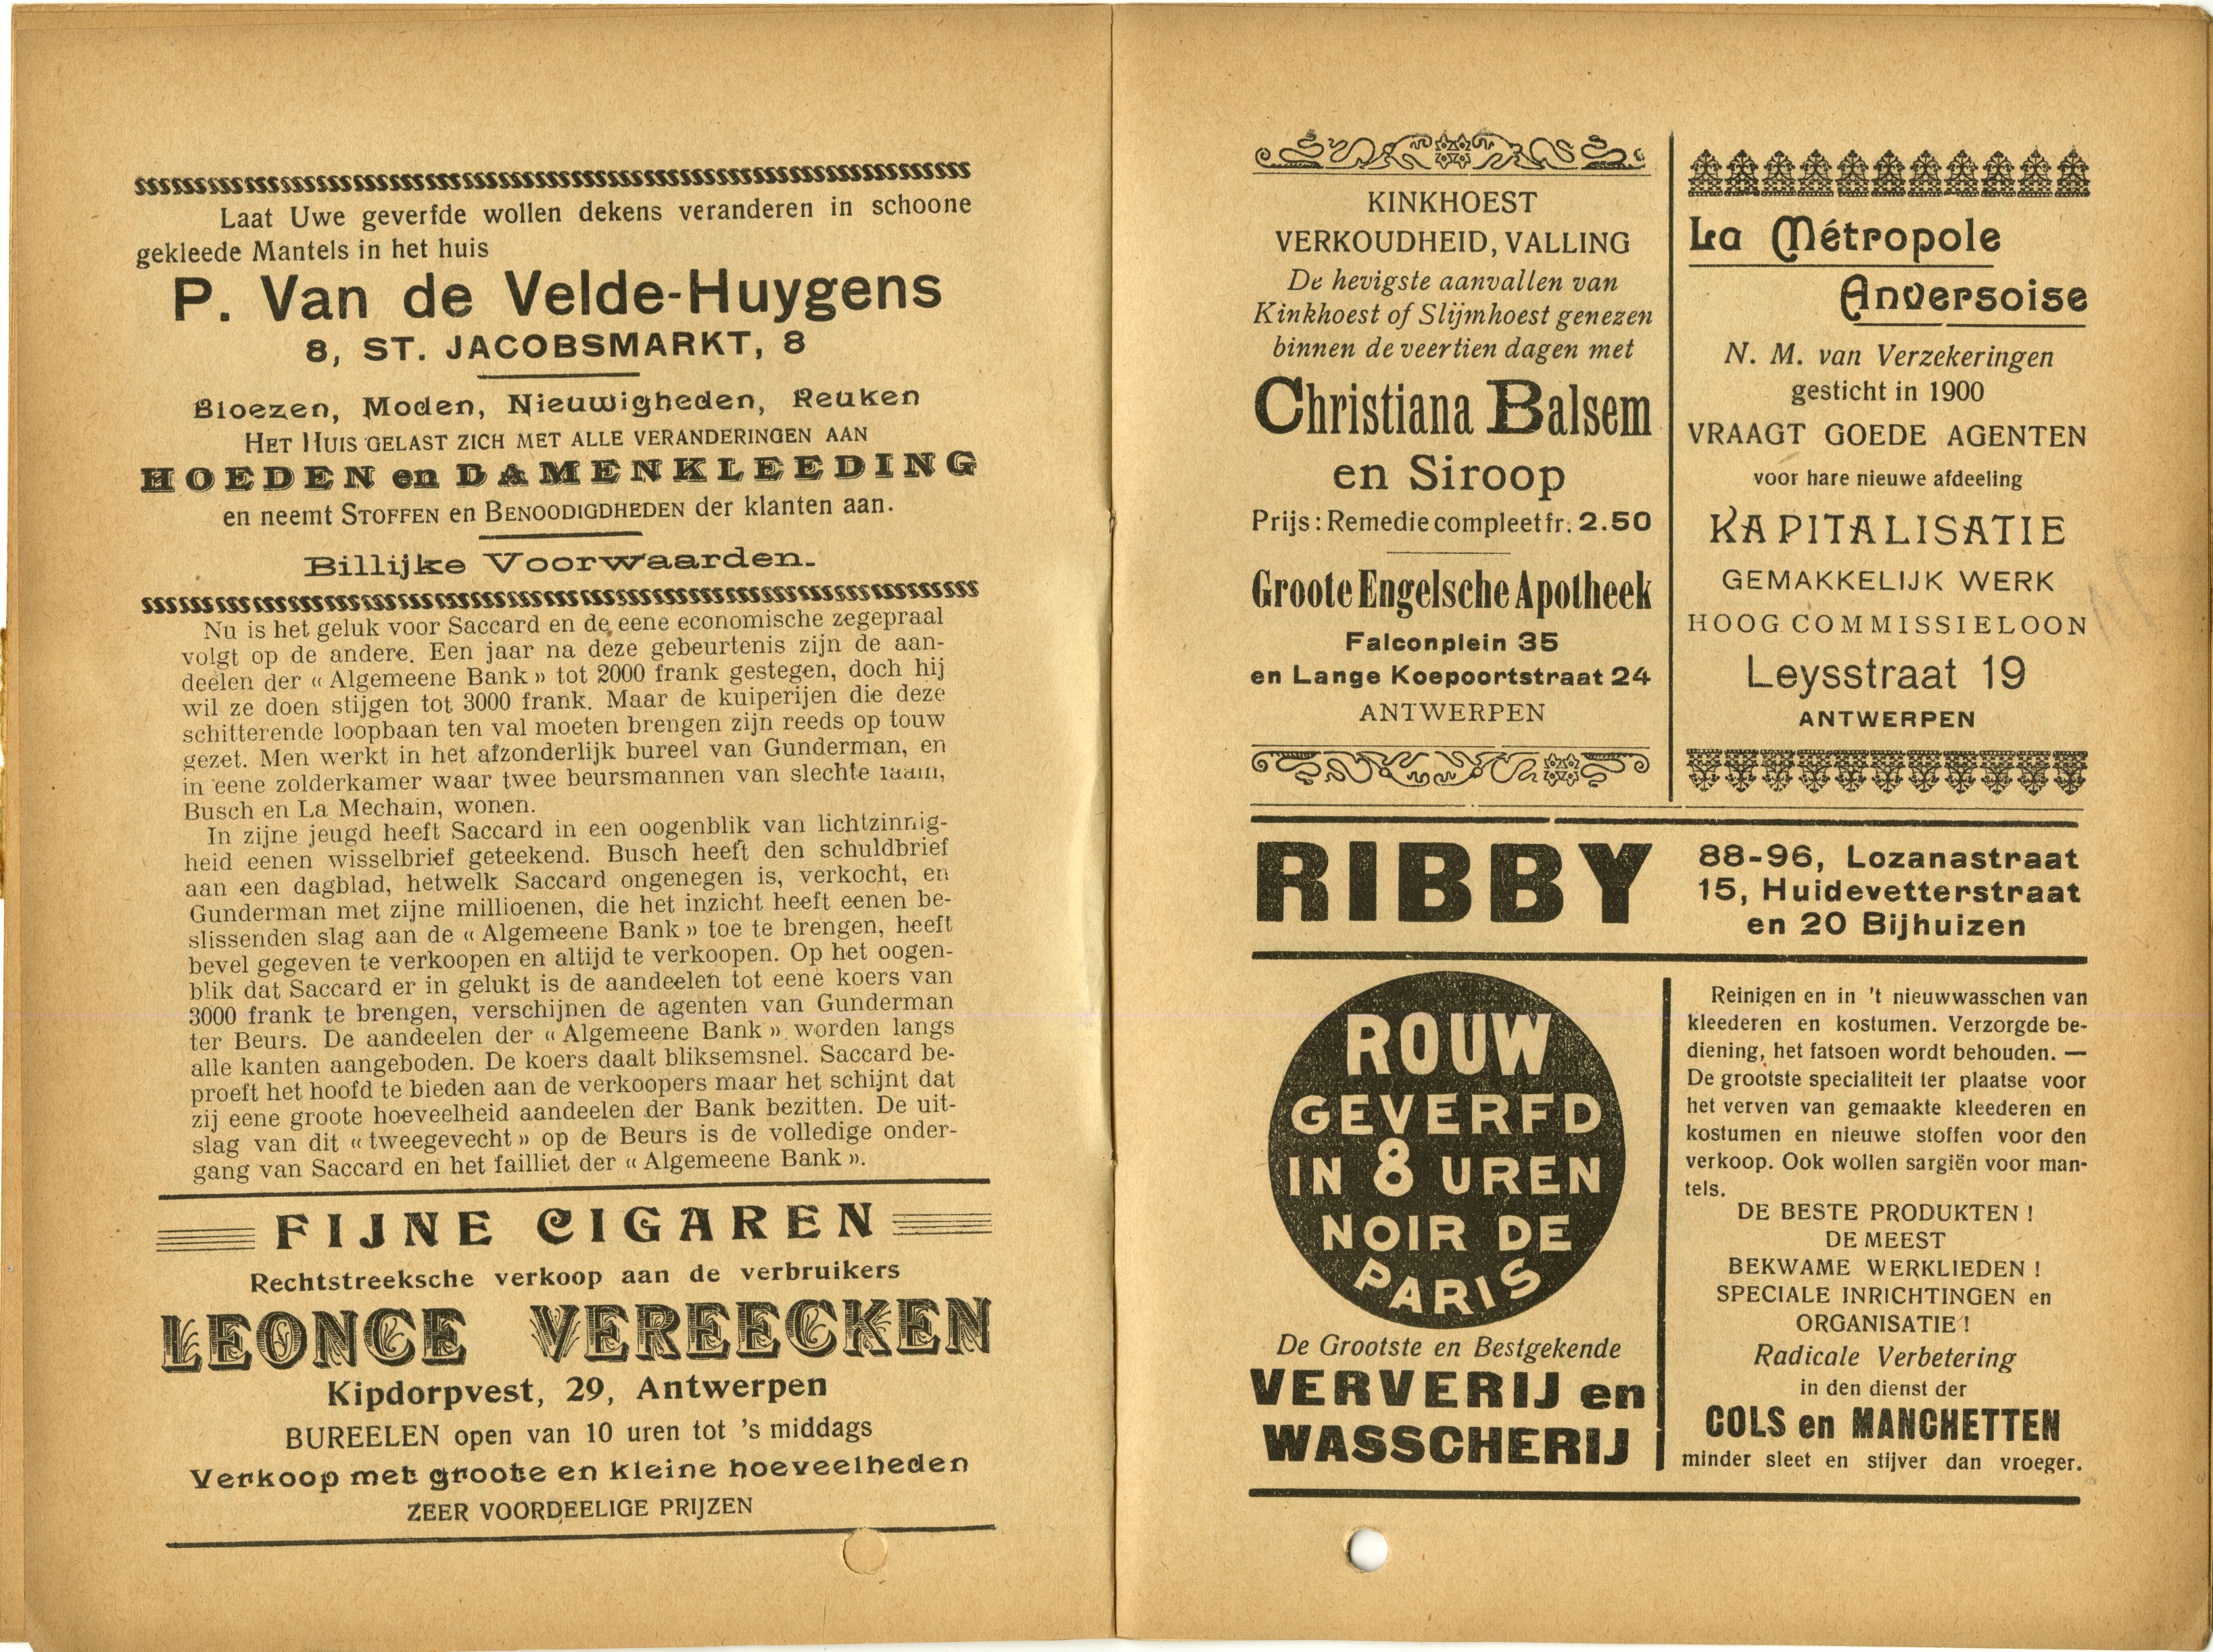 Laat Uwe geverfde wollen dekens veranderen in schoone
gekleede Mantels in het huis
P. Van de Velde-Huygens
8, ST. JACOBSMARKT, 8
Bloezen, Moden, Nieuwigheden, Reuken
HET HUIS GELAST ZICH MET ALLE VERANDERINGEN AAN
HOEDEN en DAMENKLEEDING
en neemt STOFFEN en BENOODIGDHEDEN der klanten aan.
Billijke Voorwaarden.
Nu is het geluk voor Saccard en de eene economische zegepraal
volgt op de andere. Een jaar na deze gebeurtenis zijn de aan-
deelen der « Algemeene Bank » tot 2000 frank gestegen, doch hij
wil ze doen stijgen tot 3000 frank. Maar de kuiperijen die deze
schitterende loopbaan ten val moeten brengen zijn reeds op touw
gezet. Men werkt in het afzonderlijk bureel van Gunderman, en
in eene zolderkamer waar twee beursmannen van slechte faam,
Busch en La Mechain, wonen.
In zijne jeugd heeft Saccard in een oogenblik van lichtzinnig-
heid eenen wisselbrief geteekend. Busch heeft den schuldbrief
aan een dagblad, hetwelk Saccard ongenegen is, verkocht, en
Gunderman met zijne millioenen, die het inzicht heeft eenen be-
slissenden slag aan de « Algemeene Bank » toe te brengen, heeft
bevel gegeven te verkoopen en altijd te verkoopen. Op het oogen-
blik dat Saccard er in gelukt is de aandeelen tot eene koers van
3000 frank te brengen, verschijnen de agenten van Gunderman
ter Beurs. De aandeelen der « Algemeene Bank » worden langs
alle kanten aangeboden. De koers daalt bliksemsnel. Saccard be-
proeft het hoofd te bieden aan de verkoopers maar het schijnt dat
zij eene groote hoeveelheid aandeelen der Bank bezitten. De uit-
slag van dit « tweegevecht » op de Beurs is de volledige onder-
gang van Saccard en het failliet der « Algemeene Bank ».
FIJNE CIGAREN
Rechtstreeksche verkoop aan de verbruikers
LEONCE VEREECKEN
Kipdorpvest, 29, Antwerpen
BUREELEN open van 10 uren tot 's middags
Verkoop met groote en kleine hoeveelheden
ZEER VOORDEELIGE PRIJZEN
KINKHOEST
VERKOUDHEID, VALLING
De hevigste aanvallen van
Kinkhoest of Slijmhoest genezen
binnen de veertien dagen met
Christiana Balsem
en Siroop
Prijs: Remedie compleet fr. 2.50
Groote Engelsche Apotheek
Falconplein 35
en Lange Koepoortstraat 24
ANTWERPEN
La Métropole
Anversoise
N. M. van Verzekeringen
gesticht in 1900
VRAAGT GOEDE AGENTEN
voor hare nieuwe afdeeling
KAPITALISATIE
GEMAKKELIJK WERK
HOOG COMMISSIELOON
Leysstraat 19
ANTWERPEN
RIBBY
88-96, Lozanastraat
15, Huidevetterstraat
en 20 Bijhuizen
ROUW
GEVERFD
IN 8 UREN
NOIR DE
PARIS
De Grootste en Bestgekende
VERVERIJ en
WASSCHERIJ
Reinigen en in 't nieuwwasschen van
kleederen en kostumen. Verzorgde be-
diening, het fatsoen wordt behouden. —
De grootste specialiteit ter plaatse voor
het verven van gemaakte kleederen en
kostumen en nieuwe stoffen voor den
verkoop. Ook wollen sargiën voor man-
tels.
DE BESTE PRODUKTEN !
DE MEEST
BEKWAME WERKLIEDEN !
SPECIALE INRICHTINGEN en
ORGANISATIE !
Radicale Verbetering
in den dienst der
COLS en MANCHETTEN
minder sleet en stijver dan vroeger.